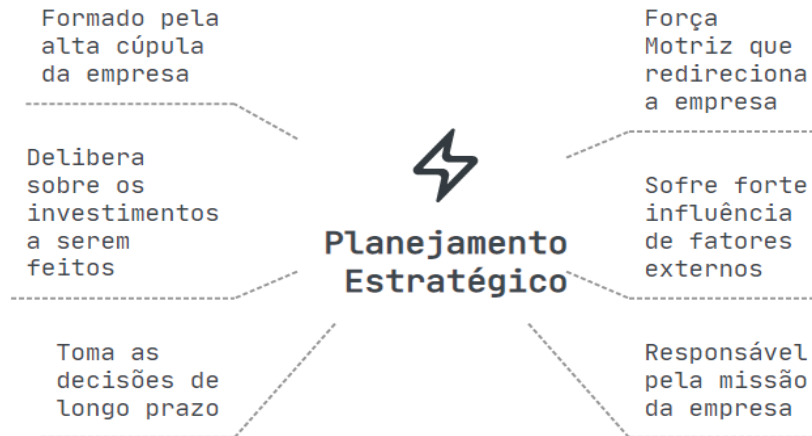 Formado pela
alta cúpula
da empresa
Delibera
sobre os
investimentos
a serem
feitos
Toma as
decisões de
longo prazo
Planejamento
Estratégico
Força
Motriz que
redireciona
a empresa
Sofre forte
influência
de fatores
externos
Responsável
pela missão
da empresa